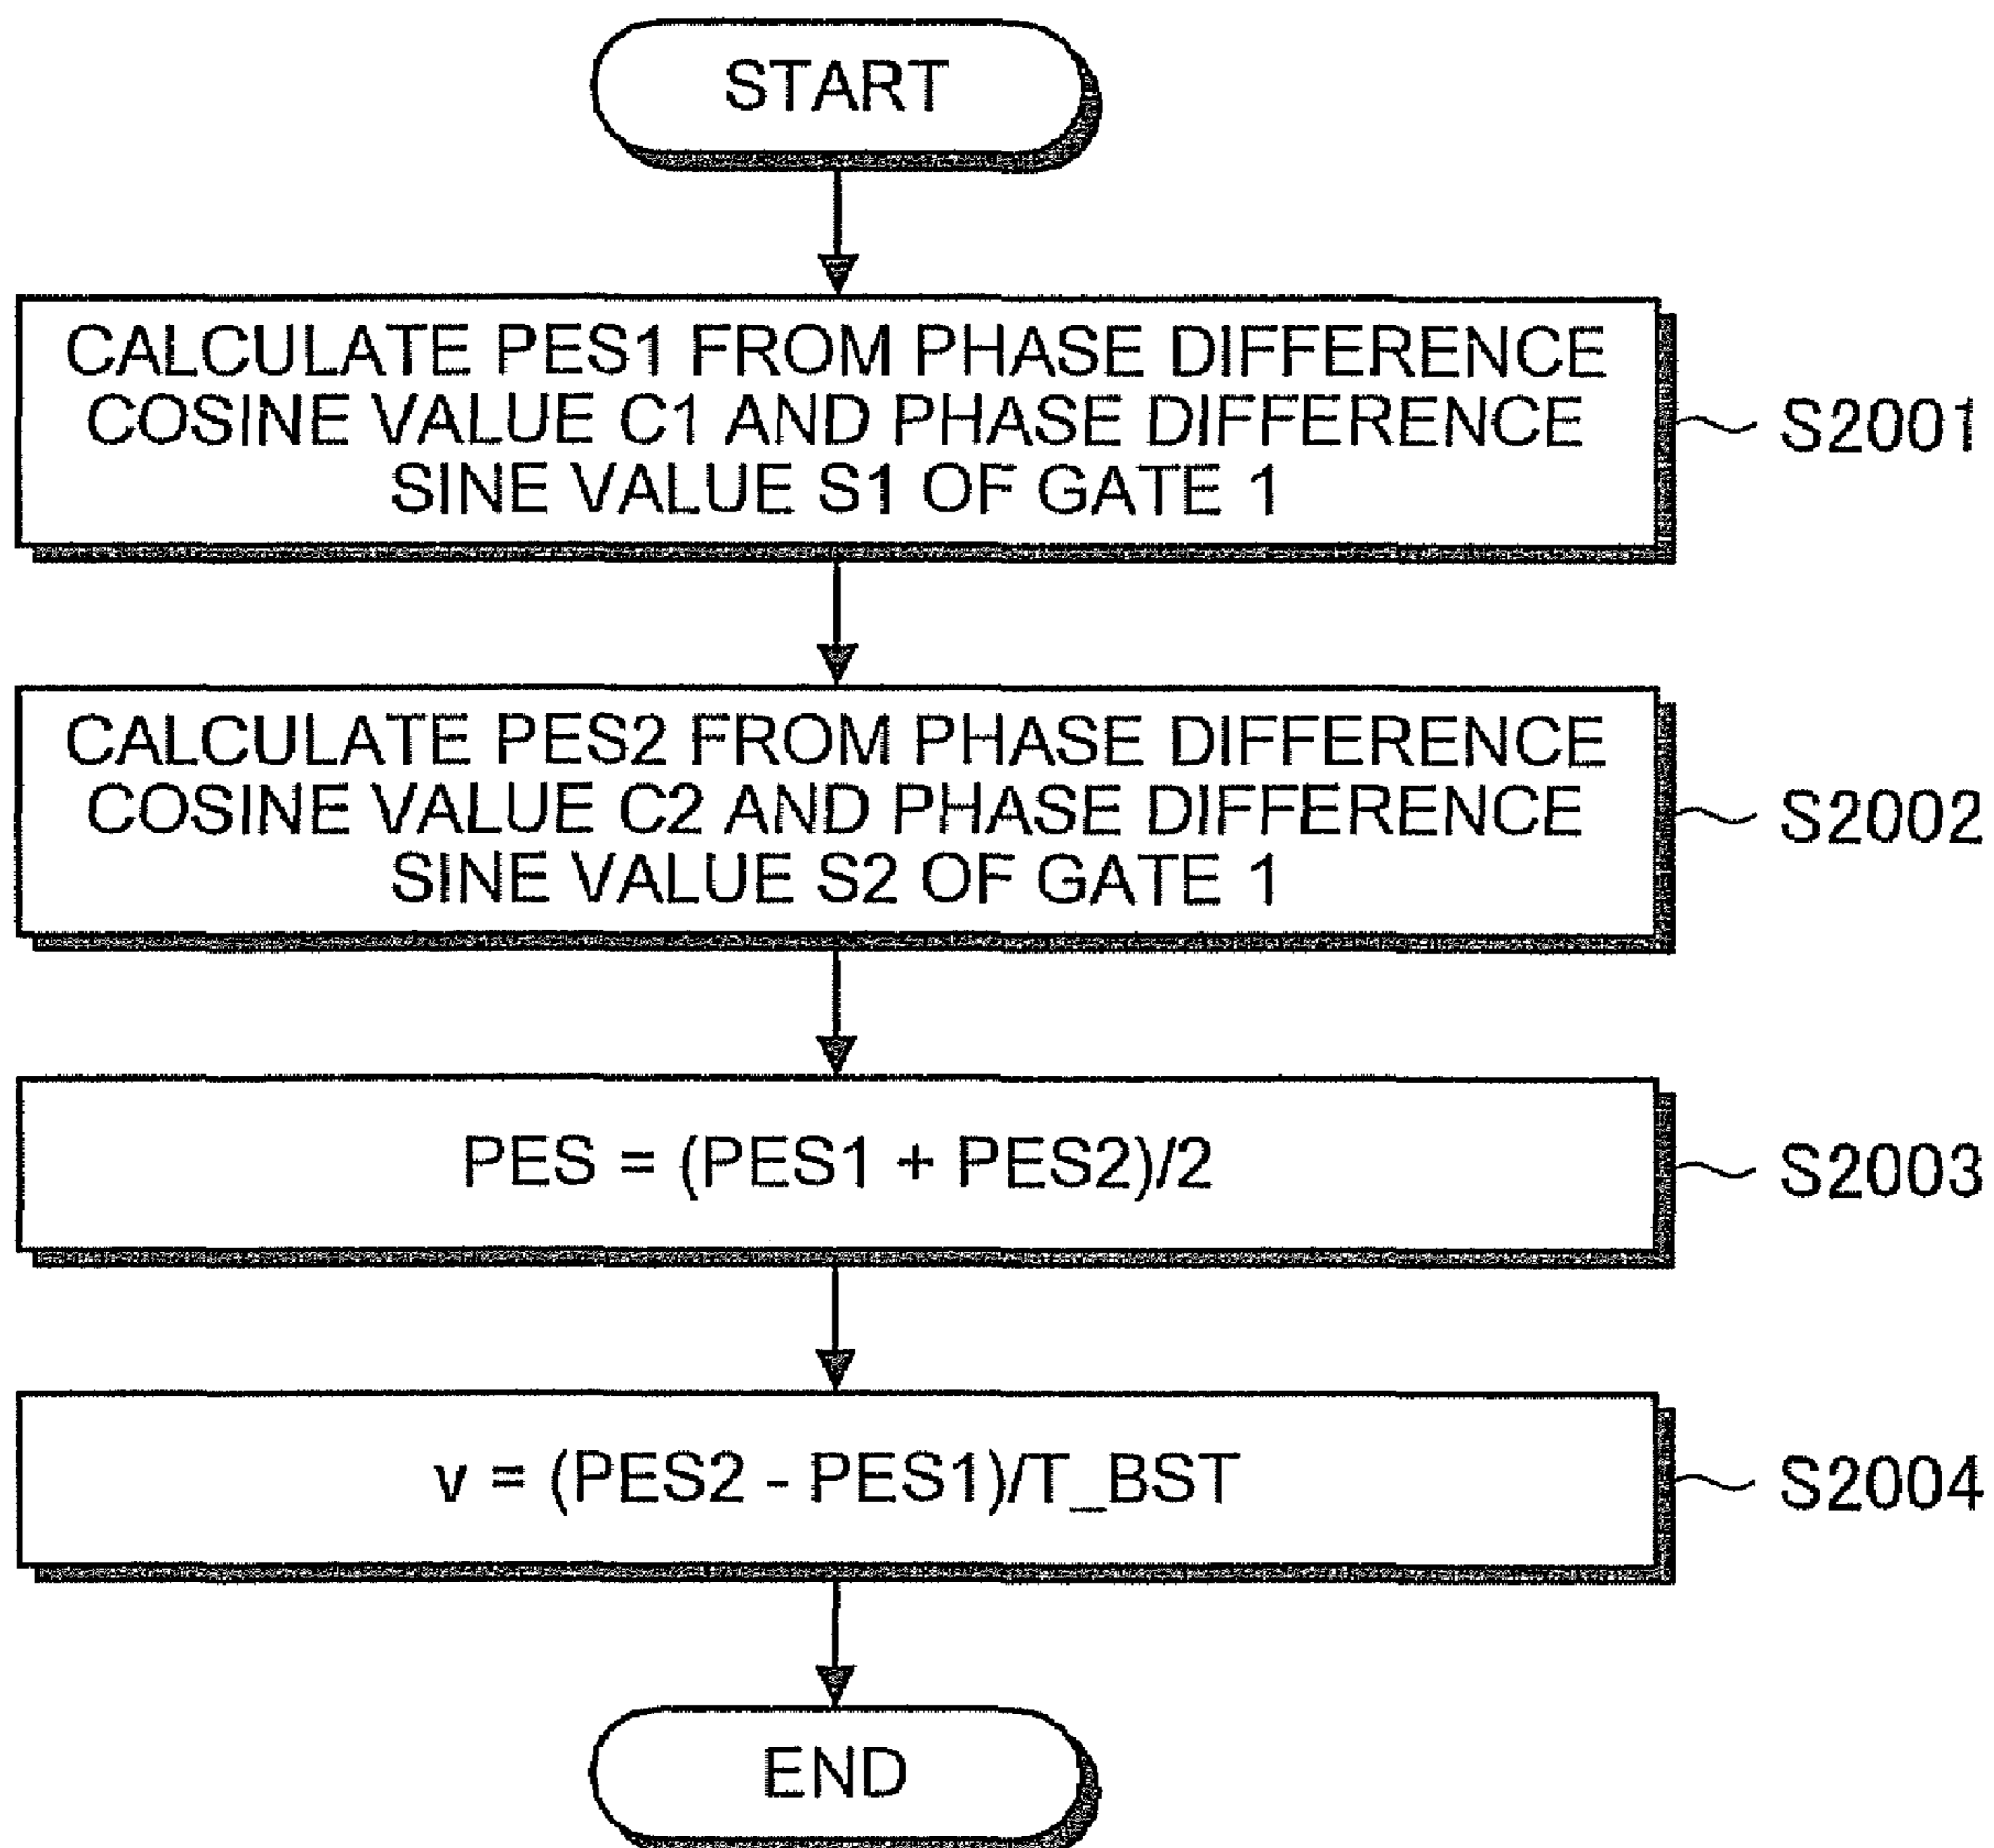 START
CALCULATE PES1 FROM PHASE DIFFERENCE
COSINE VALUE C1 AND PHASE DIFFERENCE
SINE VALUE S1 OF GATE 1
S2001
CALCULATE PES2 FROM PHASE DIFFERENCE
COSINE VALUE C2 AND PHASE DIFFERENCE
SINE VALUE S2 OF GATE 1
S2002
PES = (PES1 + PES2)/2
S2003
v = (PES2 - PES1)/T_BST
S2004
END